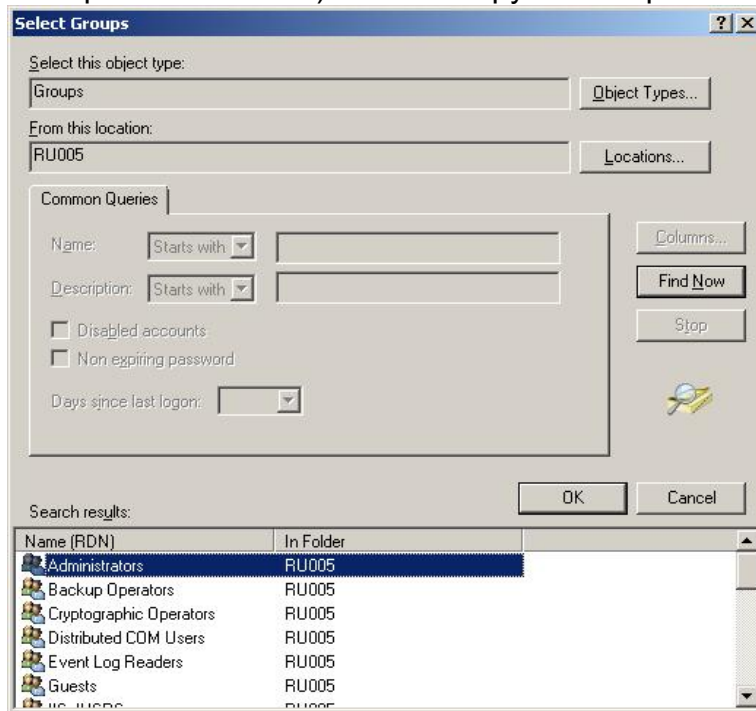 Select Groups
Select this object type:
Groups
Object Types...
From this location:
RU005
Locations...
Common Queries
Name: Starts with
Columns...
Description: Starts with
Find Now
Disabled accounts
Stop
Non expiring password
Days since last logon:
OK Cancel
Search results:
Name (RDN) In Folder
Administrators RU005
Backup Operators RU005
Cryptographic Operators RU005
Distributed COM Users RU005
Event Log Readers RU005
Guests RU005